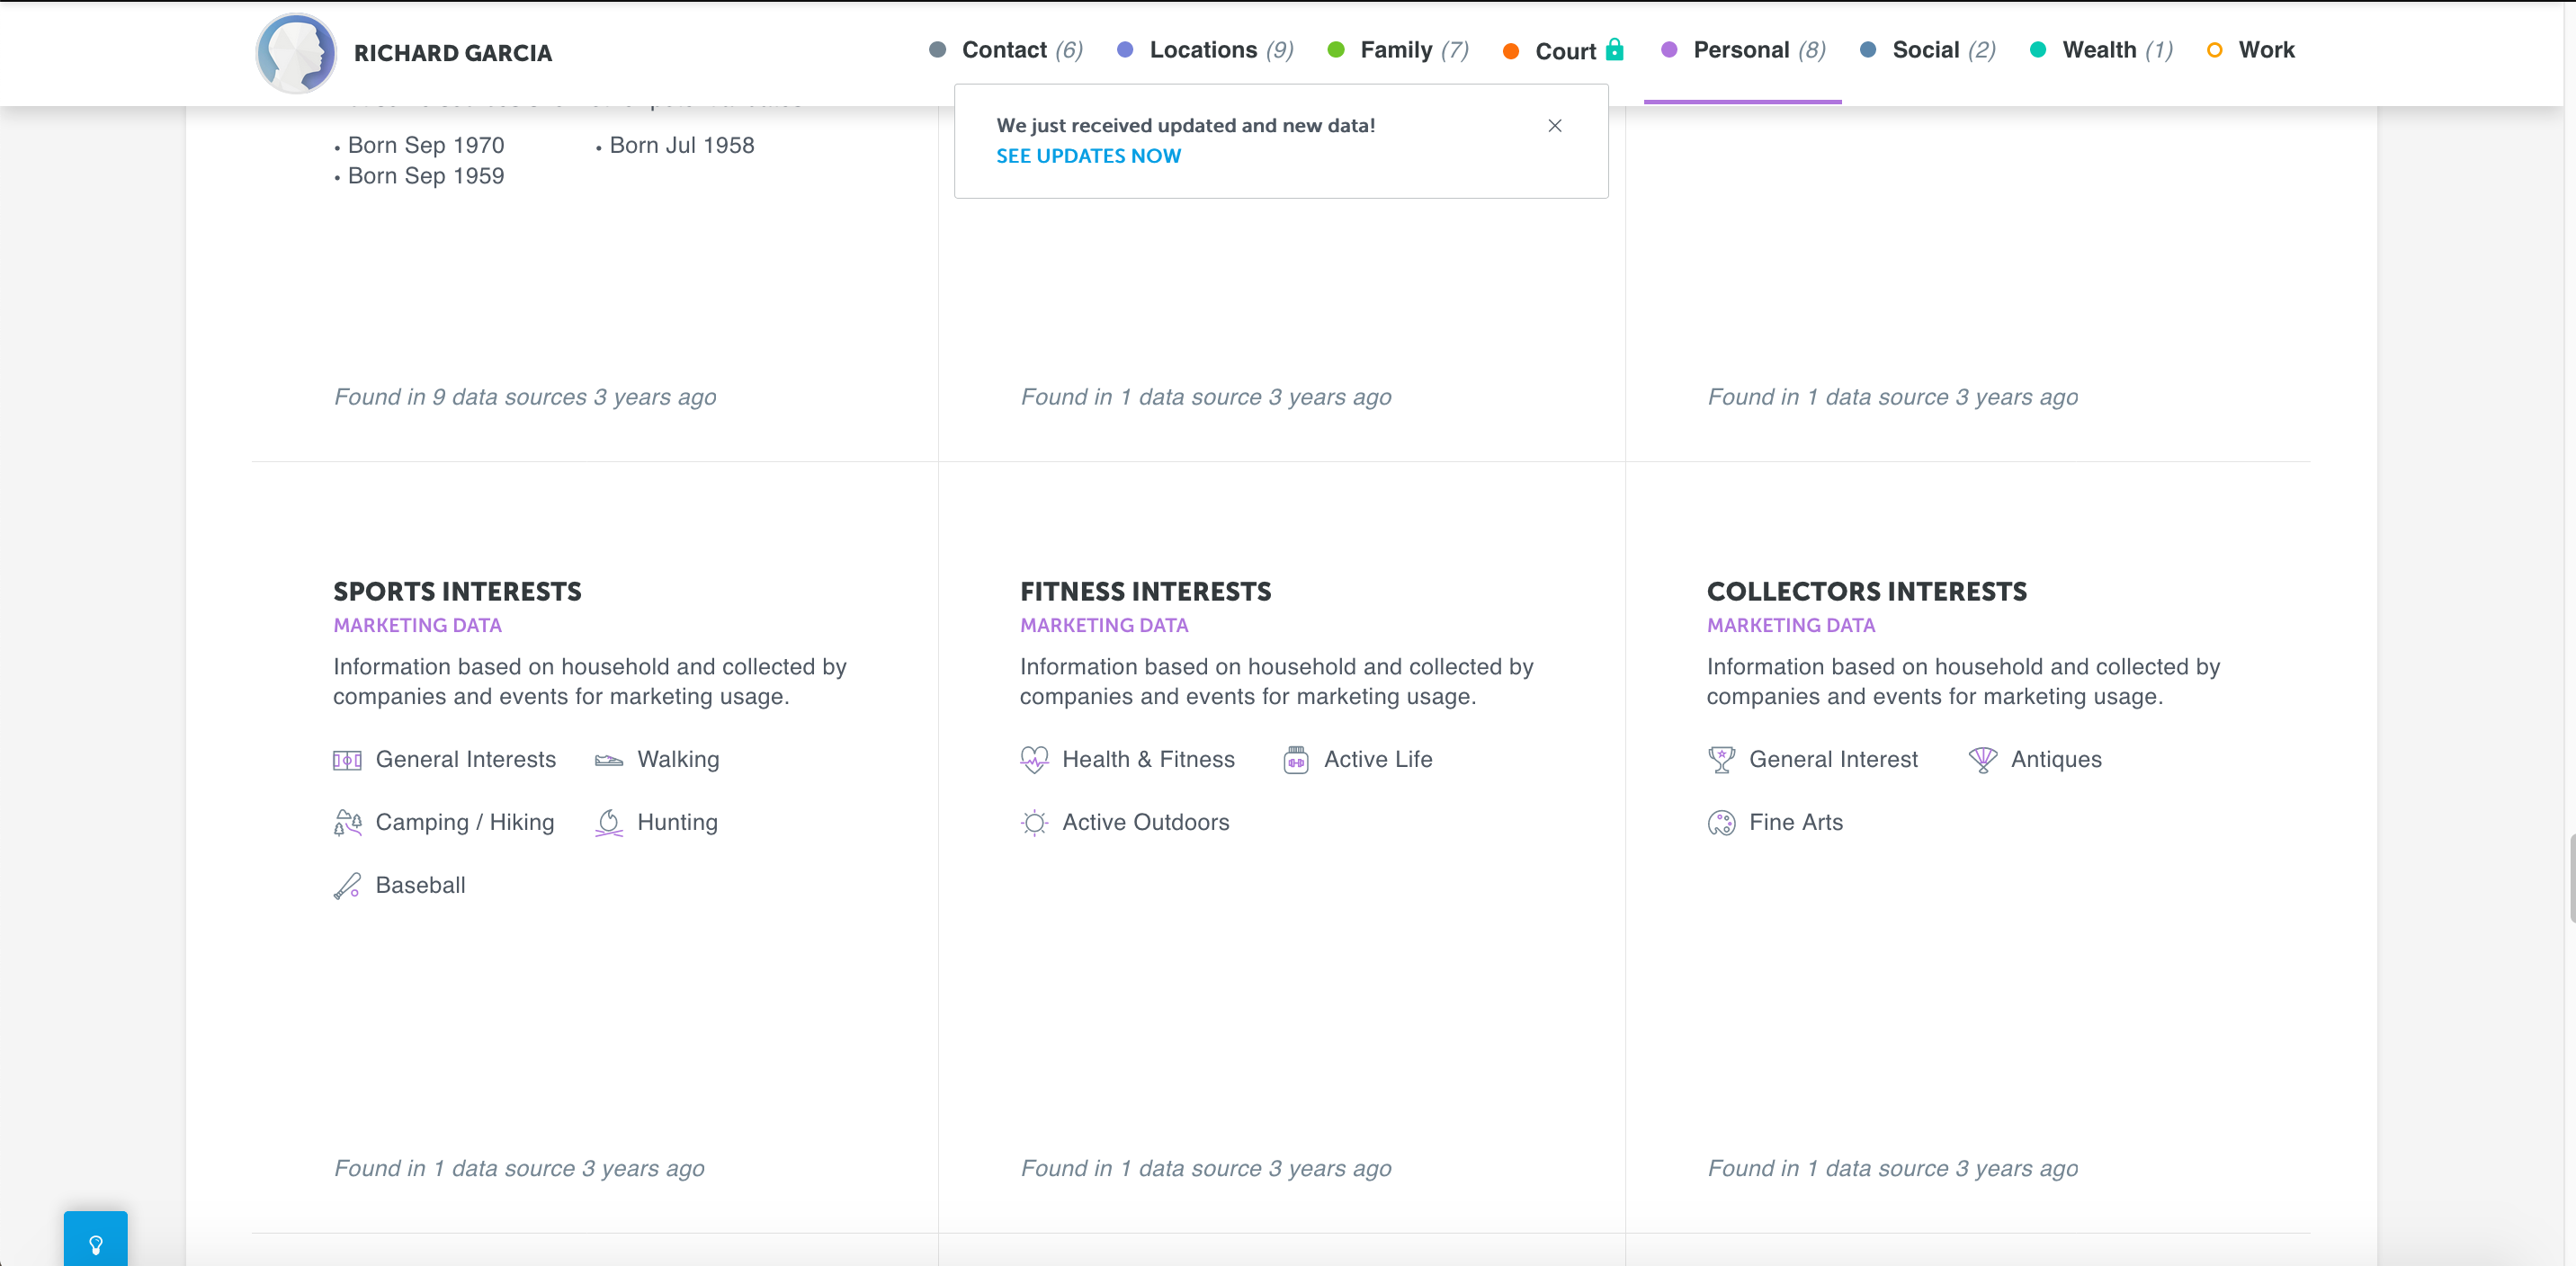 RICHARD GARCIA
Contact (6)
Locations (9)
Family (7)
Court
Personal (8)
Social (2)
Wealth (1)
Work
We just received updated and new data!
SEE UPDATES NOW
• Born Sep 1970
• Born Jul 1958
• Born Sep 1959
Found in 9 data sources 3 years ago
Found in 1 data source 3 years ago
Found in 1 data source 3 years ago
SPORTS INTERESTS
MARKETING DATA
Information based on household and collected by
companies and events for marketing usage.
General Interests
Walking
Camping / Hiking
Hunting
Baseball
Found in 1 data source 3 years ago
FITNESS INTERESTS
MARKETING DATA
Information based on household and collected by
companies and events for marketing usage.
Health & Fitness
Active Life
Active Outdoors
Found in 1 data source 3 years ago
COLLECTORS INTERESTS
MARKETING DATA
Information based on household and collected by
companies and events for marketing usage.
General Interest
Antiques
Fine Arts
Found in 1 data source 3 years ago